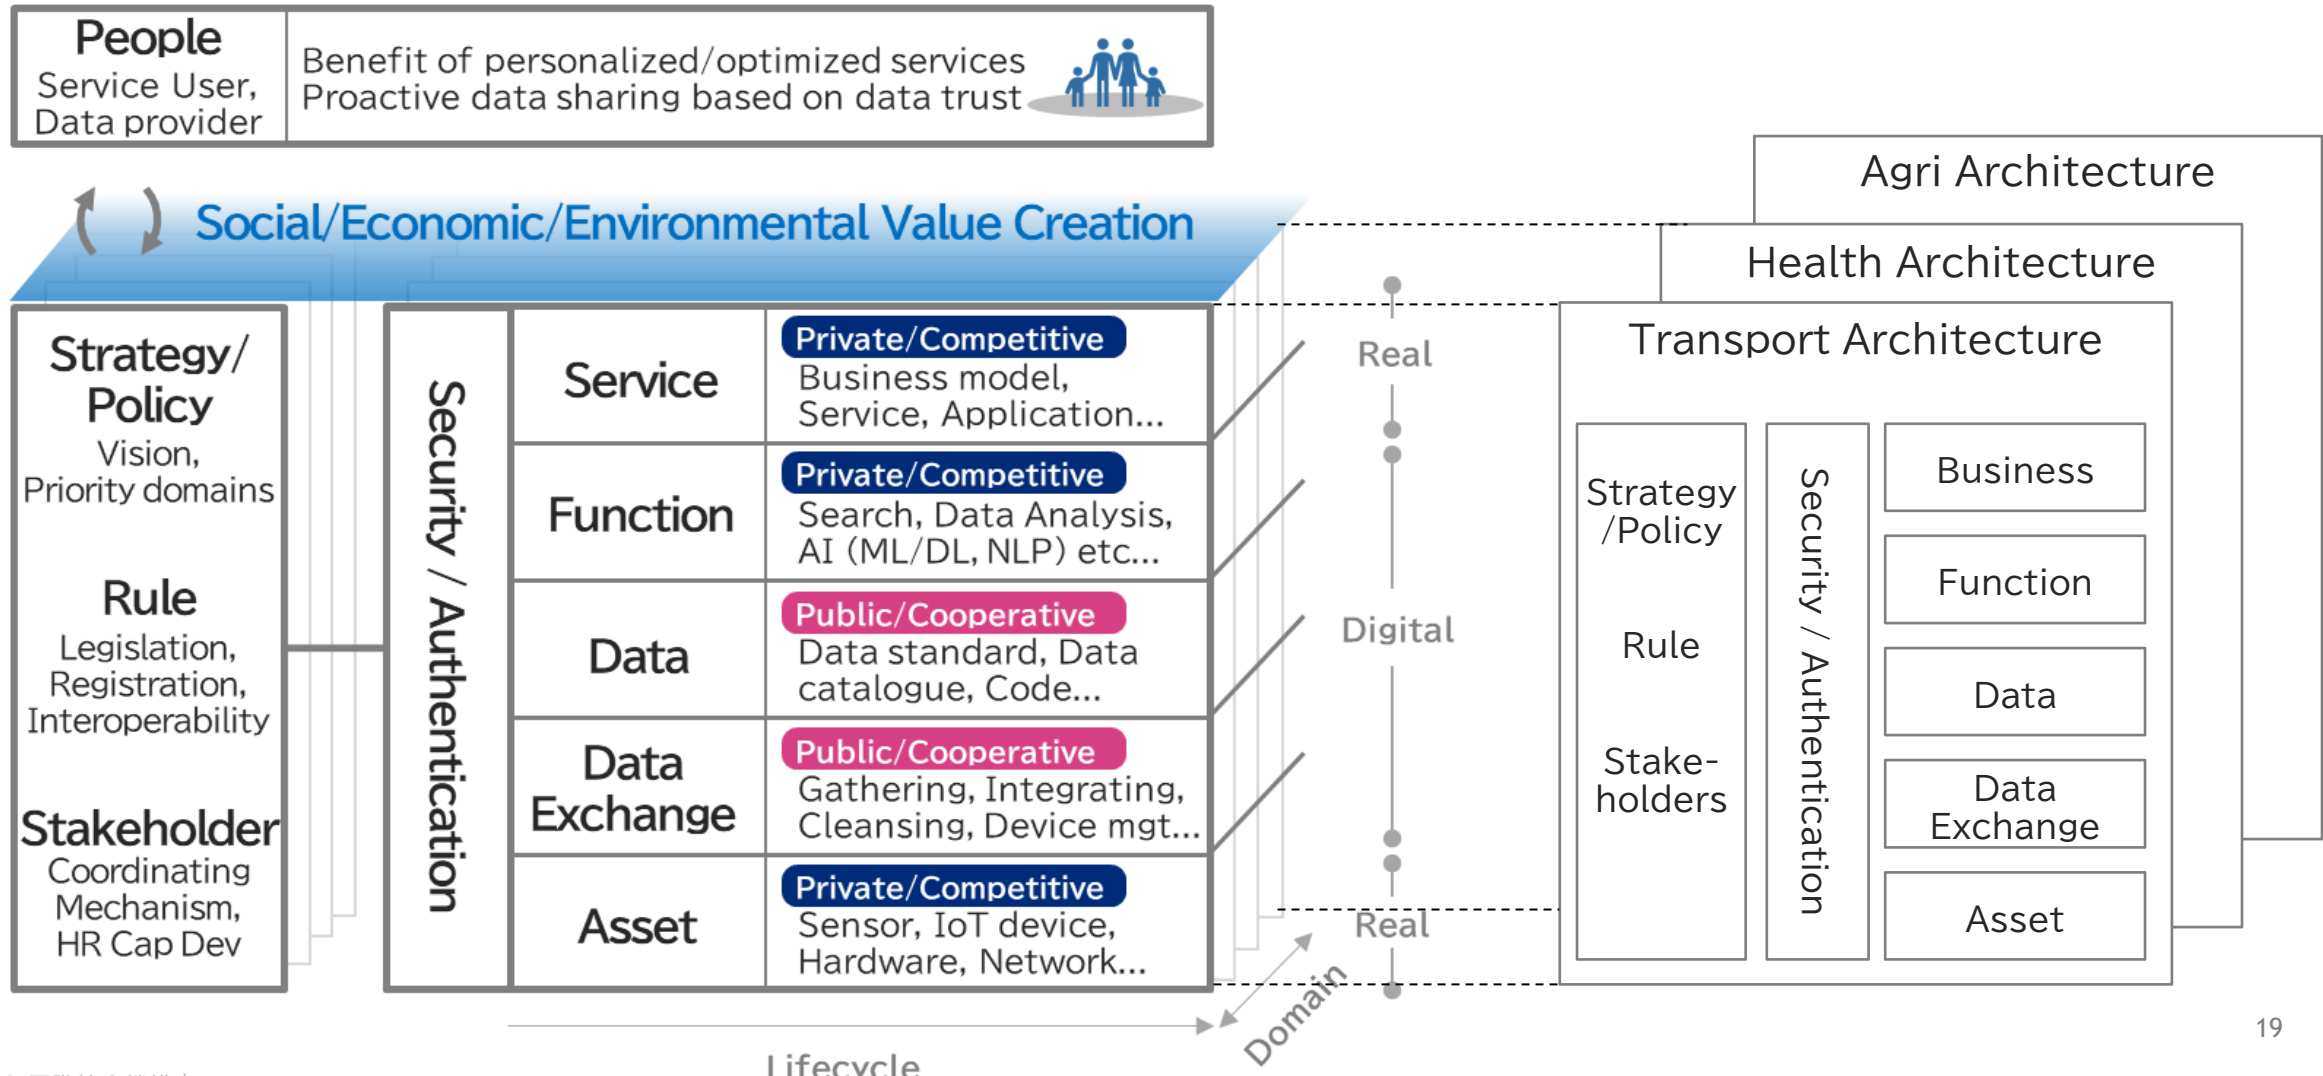 People
Service User,
Data provider
Benefit of personalized/optimized services
Proactive data sharing based on data trust
Social/Economic/Environmental Value Creation
Strategy/
Policy
Vision,
Priority domains
Rule
Legislation,
Registration,
Interoperability
Stakeholder
Coordinating
Mechanism,
HR Cap Dev
Security / Authentication
Service
Private/Competitive
Business model,
Service, Application...
Function
Private/Competitive
Search, Data Analysis,
AI (ML/DL, NLP) etc...
Data
Public/Cooperative
Data standard, Data
catalogue, Code...
Data
Exchange
Public/Cooperative
Gathering, Integrating,
Cleansing, Device mgt...
Asset
Private/Competitive
Sensor, IoT device,
Hardware, Network...
Lifecycle
Domain
Real
Digital
Real
Agri Architecture
Health Architecture
Transport Architecture
Strategy
/Policy
Rule
Stake-
holders
Security / Authentication
Business
Function
Data
Data
Exchange
Asset
19